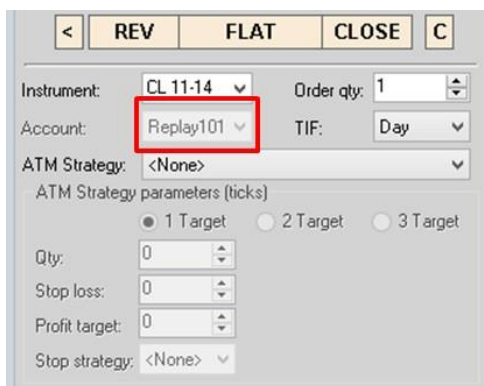 < REV FLAT CLOSE C
Instrument: CL 11-14 Order qty: 1
Account: Replay101 TIF: Day
ATM Strategy: <None>
ATM Strategy parameters (ticks)
1 Target 2 Target 3 Target
Qty: 0
Stop loss: 0
Profit target: 0
Stop strategy: <None>